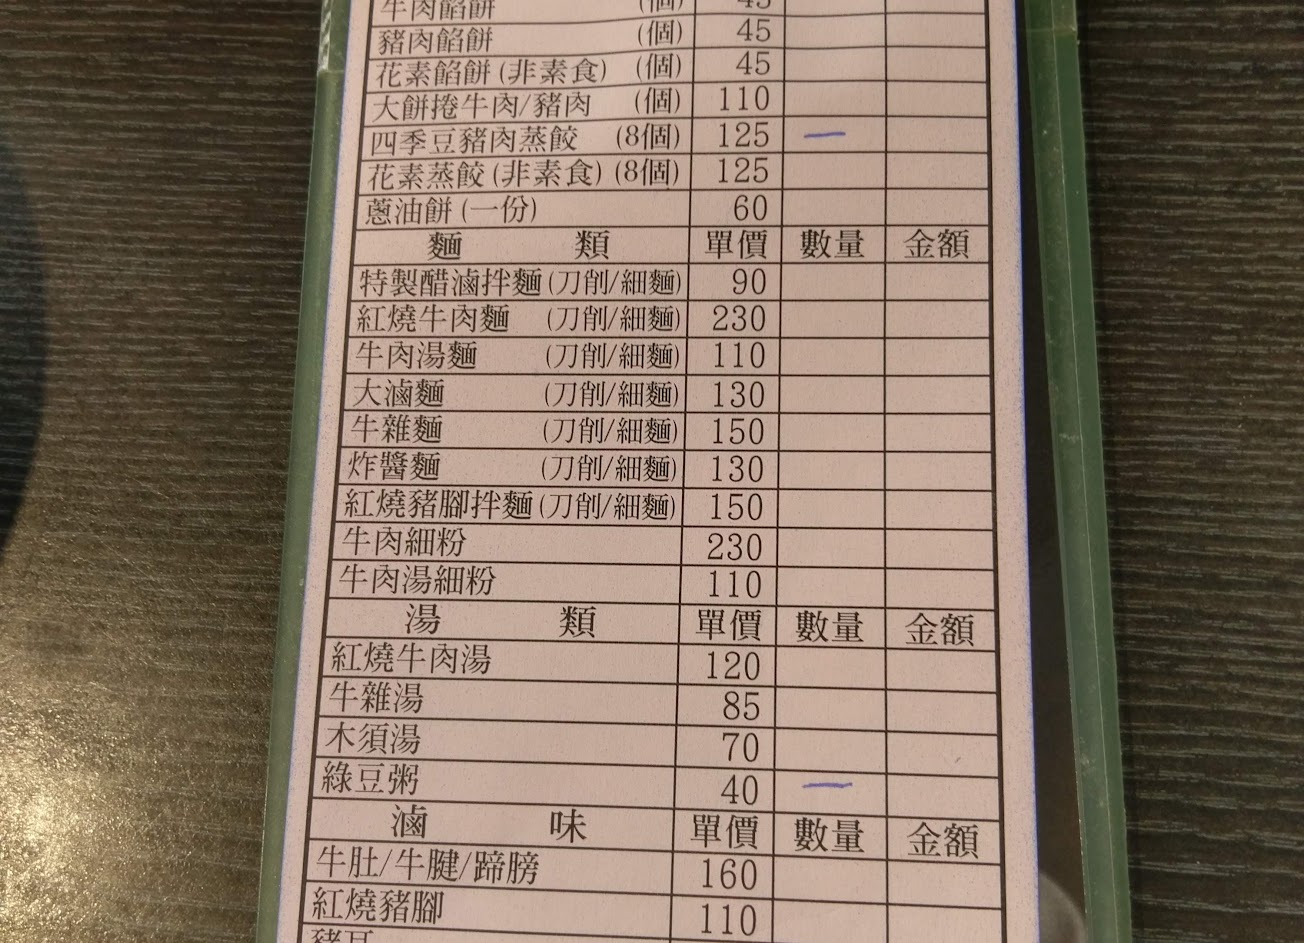 牛肉餡餅 (個) 45
豬肉餡餅 (個) 45
花素餡餅(非素食) (個) 45
大餅捲牛肉/豬肉 (個) 110
四季豆豬肉蒸餃 (8個) 125 一
花素蒸餃(非素食)(8個) 125
蔥油餅(一份) 60
麵 類 單價 數量 金額
特製醋滷拌麵(刀削/細麵) 90
紅燒牛肉麵 (刀削/細麵) 230
牛肉湯麵 (刀削/細麵) 110
大滷麵 (刀削/細麵) 130
牛雜麵 (刀削/細麵) 150
炸醬麵 (刀削/細麵) 130
紅燒豬腳拌麵(刀削/細麵) 150
牛肉細粉 230
牛肉湯細粉 110
湯 類 單價 數量 金額
紅燒牛肉湯 120
牛雜湯 85
木須湯 70
綠豆粥 40 一
滷 味 單價 數量 金額
牛肚/牛腱/蹄膀 160
紅燒豬腳 110
豬耳